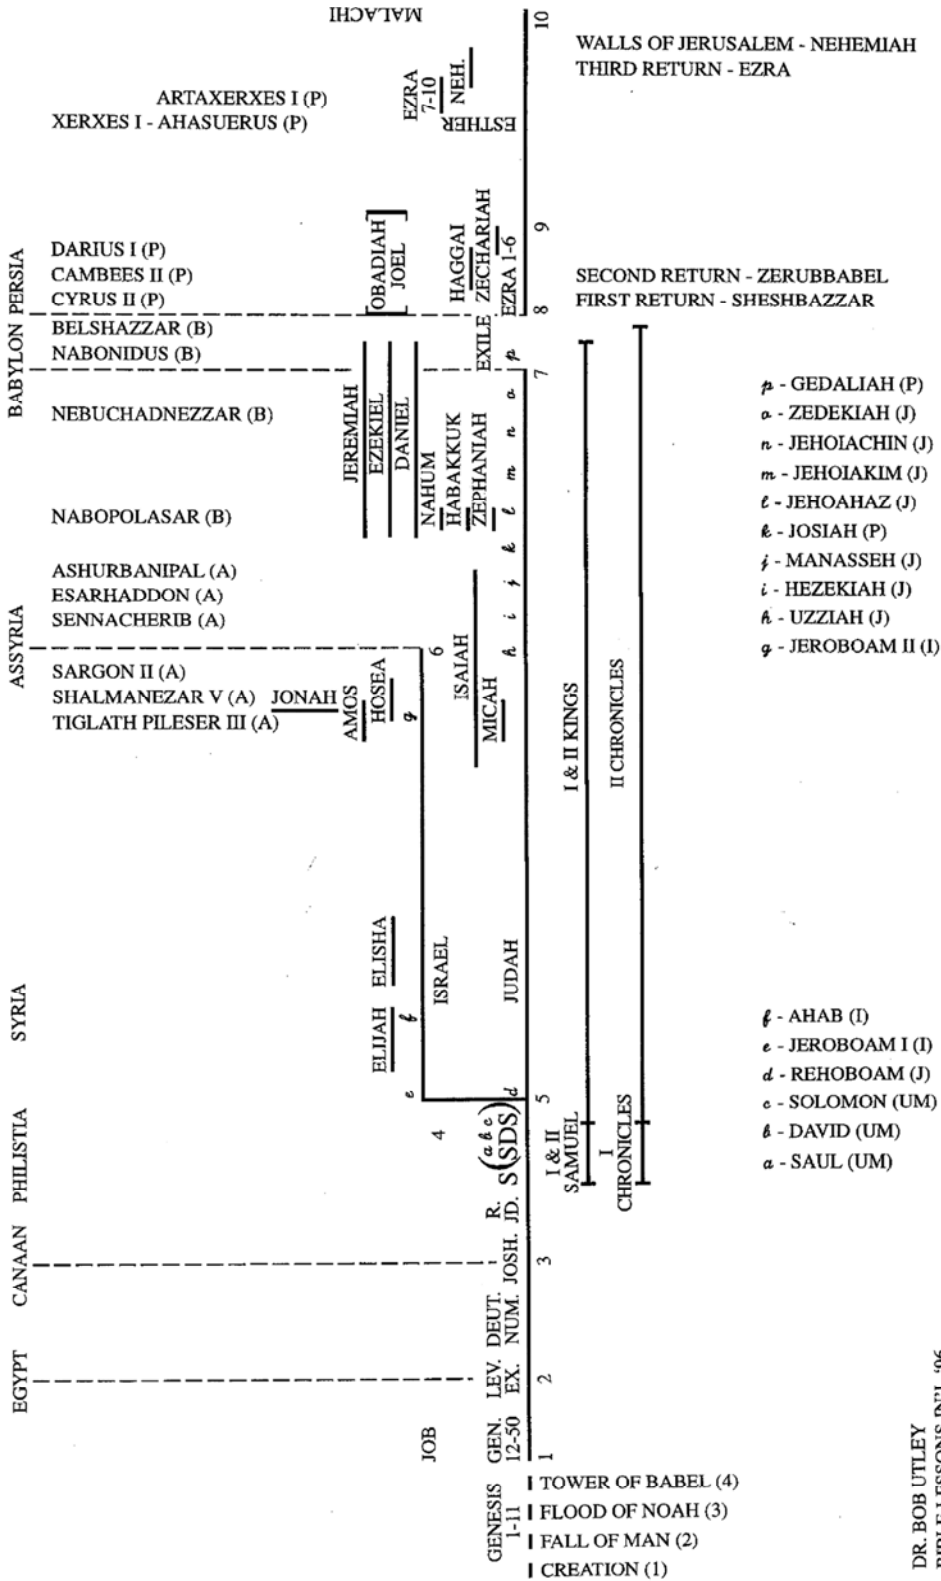 MALACHI
10
WALLS OF JERUSALEM - NEHEMIAH
THIRD RETURN - EZRA
ARTAXERXES I (P)
XERXES I - AHASUERUS (P)
EZRA
7-10
NEH.
ESTHER
BABYLON PERSIA
DARIUS I (P)
CAMBEES II (P)
CYRUS II (P)
OBADIAH
JOEL
HAGGAI
ZECHARIAH
EZRA 1-6
9
8
SECOND RETURN - ZERUBBABEL
FIRST RETURN - SHESHBAZZAR
BELSHAZZAR (B)
NABONIDUS (B)
EXILE
p
7
NEBUCHADNEZZAR (B)
JEREMIAH
EZEKIEL
DANIEL
NAHUM
HABAKKUK
ZEPHANIAH
o
n
m
l
k
NABOPOLASAR (B)
p - GEDALIAH (P)
o - ZEDEKIAH (J)
n - JEHOIACHIN (J)
m - JEHOIAKIM (J)
l - JEHOAHAZ (J)
k - JOSIAH (P)
j - MANASSEH (J)
i - HEZEKIAH (J)
h - UZZIAH (J)
g - JEROBOAM II (I)
ASSYRIA
ASHURBANIPAL (A)
ESARHADDON (A)
SENNACHERIB (A)
j
i
h
6
ISAIAH
MICAH
SARGON II (A)
SHALMANEZAR V (A)
TIGLATH PILESER III (A)
JONAH
AMOS
HOSEA
g
I & II KINGS
II CHRONICLES
SYRIA
ELISHA
ELIJAH
f
ISRAEL
JUDAH
e
d
5
f - AHAB (I)
e - JEROBOAM I (I)
d - REHOBOAM (J)
c - SOLOMON (UM)
b - DAVID (UM)
a - SAUL (UM)
PHILISTIA
4
a b c
S (SDS)
R.
JD.
I & II
SAMUEL
I
CHRONICLES
CANAAN
JOSH.
3
DEUT.
NUM.
EGYPT
LEV.
EX.
2
JOB
GEN.
12-50
1
GENESIS
1-11
TOWER OF BABEL (4)
FLOOD OF NOAH (3)
FALL OF MAN (2)
CREATION (1)
DR. BOB UTLEY
BIBLE LESSONS INT'L '96